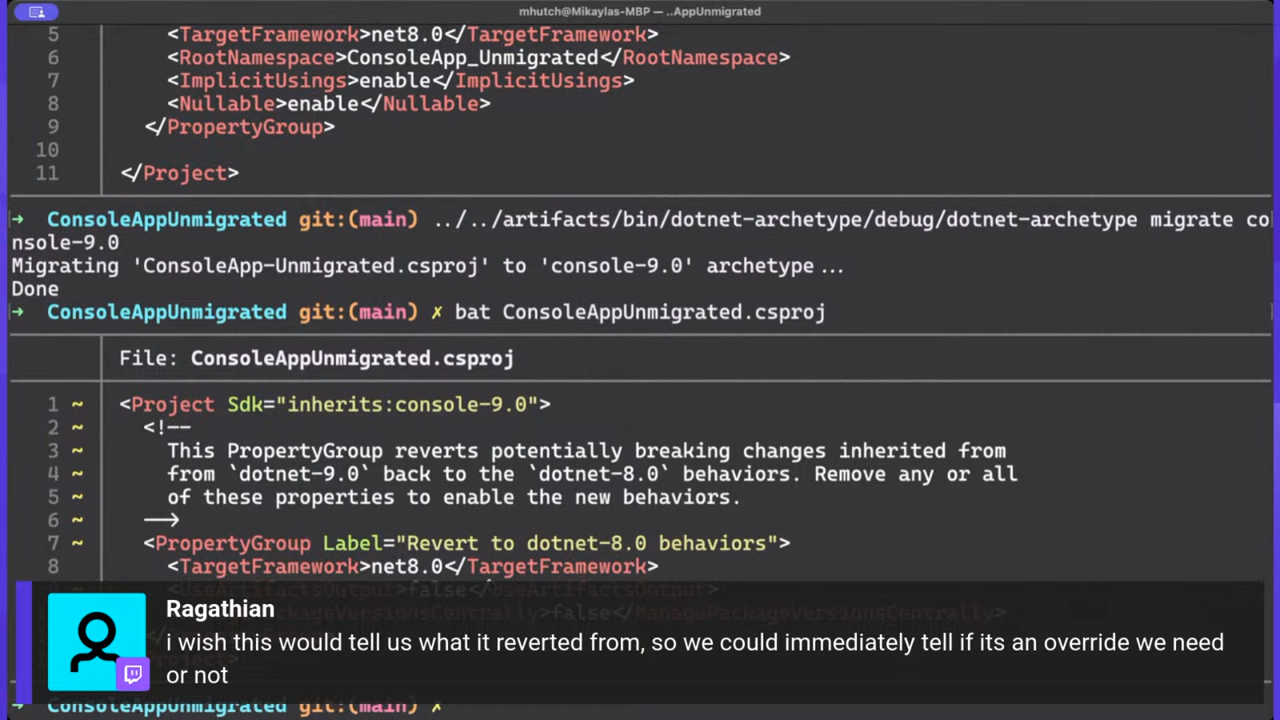 mhutch@Mikaylas-MBP — ..AppUnmigrated
5 <TargetFramework>net8.0</TargetFramework>
6 <RootNamespace>ConsoleApp_Unmigrated</RootNamespace>
7 <ImplicitUsings>enable</ImplicitUsings>
8 <Nullable>enable</Nullable>
9 </PropertyGroup>
10
11 </Project>
→ ConsoleAppUnmigrated git:(main) ../../artifacts/bin/dotnet-archetype/debug/dotnet-archetype migrate co
nsole-9.0
Migrating 'ConsoleApp-Unmigrated.csproj' to 'console-9.0' archetype...
Done
→ ConsoleAppUnmigrated git:(main) ✗ bat ConsoleAppUnmigrated.csproj
File: ConsoleAppUnmigrated.csproj
1 ~ <Project Sdk="inherits:console-9.0">
2 ~ <!--
3 ~ This PropertyGroup reverts potentially breaking changes inherited from
4 ~ from `dotnet-9.0` back to the `dotnet-8.0` behaviors. Remove any or all
5 ~ of these properties to enable the new behaviors.
6 ~ -->
7 ~ <PropertyGroup Label="Revert to dotnet-8.0 behaviors">
8 <TargetFramework>net8.0</TargetFramework>
<UseArtifactsOutput>false</UseArtifactsOutput>
PackageVersionsCentrally>false</ManagePackageVersionsCentrally>
Ragathian
i wish this would tell us what it reverted from, so we could immediately tell if its an override we need
or not
→ ConsoleAppUnmigrated git:(main) ✗